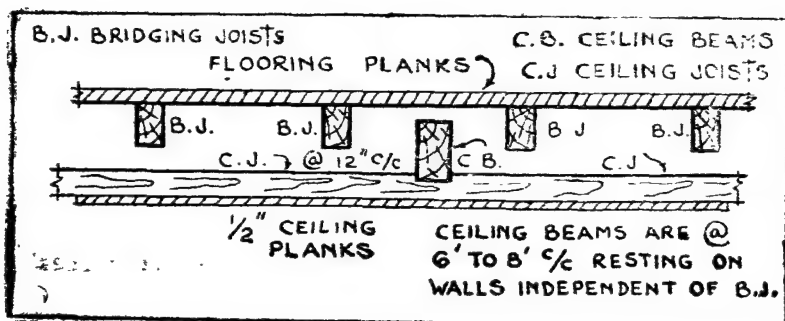 B.J. BRIDGING JOISTS
C.B. CEILING BEAMS
FLOORING PLANKS
C.J CEILING JOISTS
B.J.
B.J.
B J
B.J.
C.J. @ 12" C/C
C B.
C.J
1/2" CEILING
PLANKS
CEILING BEAMS ARE @
6' TO 8' C/C RESTING ON
WALLS INDEPENDENT OF B.J.